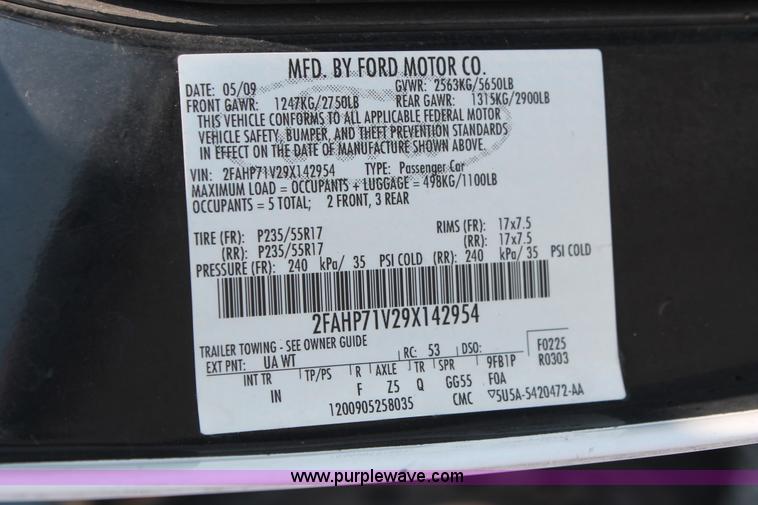 MFD. BY FORD MOTOR CO.
DATE: 05/09 GVWR: 2563KG/5650LB
FRONT GAWR: 1247KG/2750LB REAR GAWR: 1315KG/2900LB
THIS VEHICLE CONFORMS TO ALL APPLICABLE FEDERAL MOTOR
VEHICLE SAFETY, BUMPER, AND THEFT PREVENTION STANDARDS
IN EFFECT ON THE DATE OF MANUFACTURE SHOWN ABOVE.
VIN: 2FAHP71V29X142954 TYPE: Passenger Car
MAXIMUM LOAD = OCCUPANTS + LUGGAGE = 498KG/1100LB
OCCUPANTS = 5 TOTAL; 2 FRONT, 3 REAR
TIRE (FR): P235/55R17 RIMS (FR): 17x7.5
(RR): P235/55R17 (RR): 17x7.5
PRESSURE (FR): 240 kPa/ 35 PSI COLD (RR): 240 kPa/ 35 PSI COLD
2FAHP71V29X142954
TRAILER TOWING - SEE OWNER GUIDE
EXT PNT: UA WT RC: 53 DSO: F0225
INT TR TP/PS R AXLE TR SPR 9FB1P R0303
IN F Z5 Q GG55 F0A
1200905258035 CMC ▽5U5A-5420472-AA
www.purplewave.com